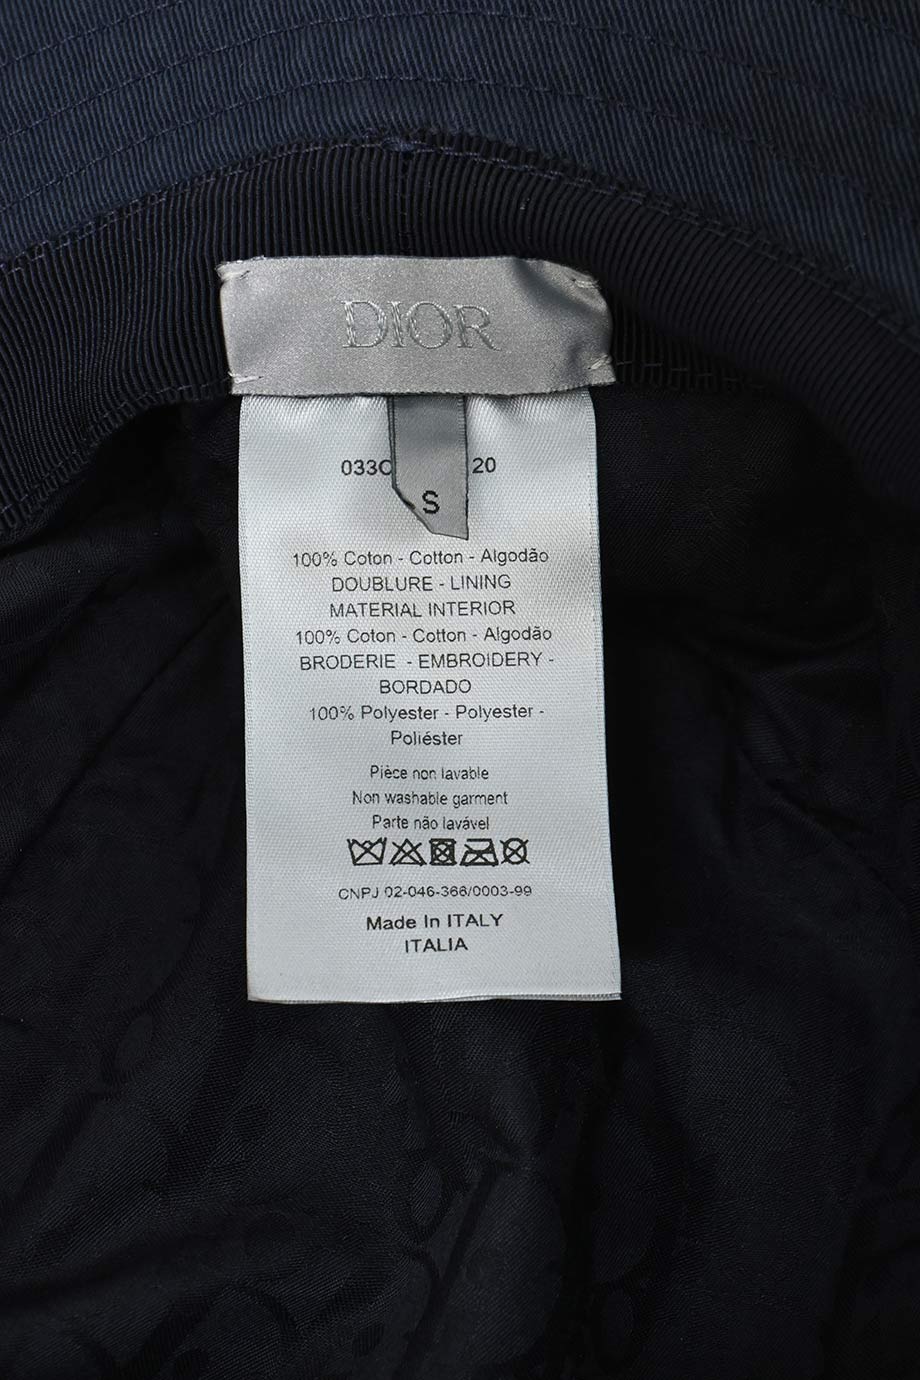 DIOR
033C 20
S
100% Coton - Cotton - Algodão
DOUBLURE - LINING
MATERIAL INTERIOR
100% Coton - Cotton - Algodão
BRODERIE - EMBROIDERY -
BORDADO
100% Polyester - Polyester -
Poliéster
Pièce non lavable
Non washable garment
Parte não lavável
CNPJ 02-046-366/0003-99
Made In ITALY
ITALIA